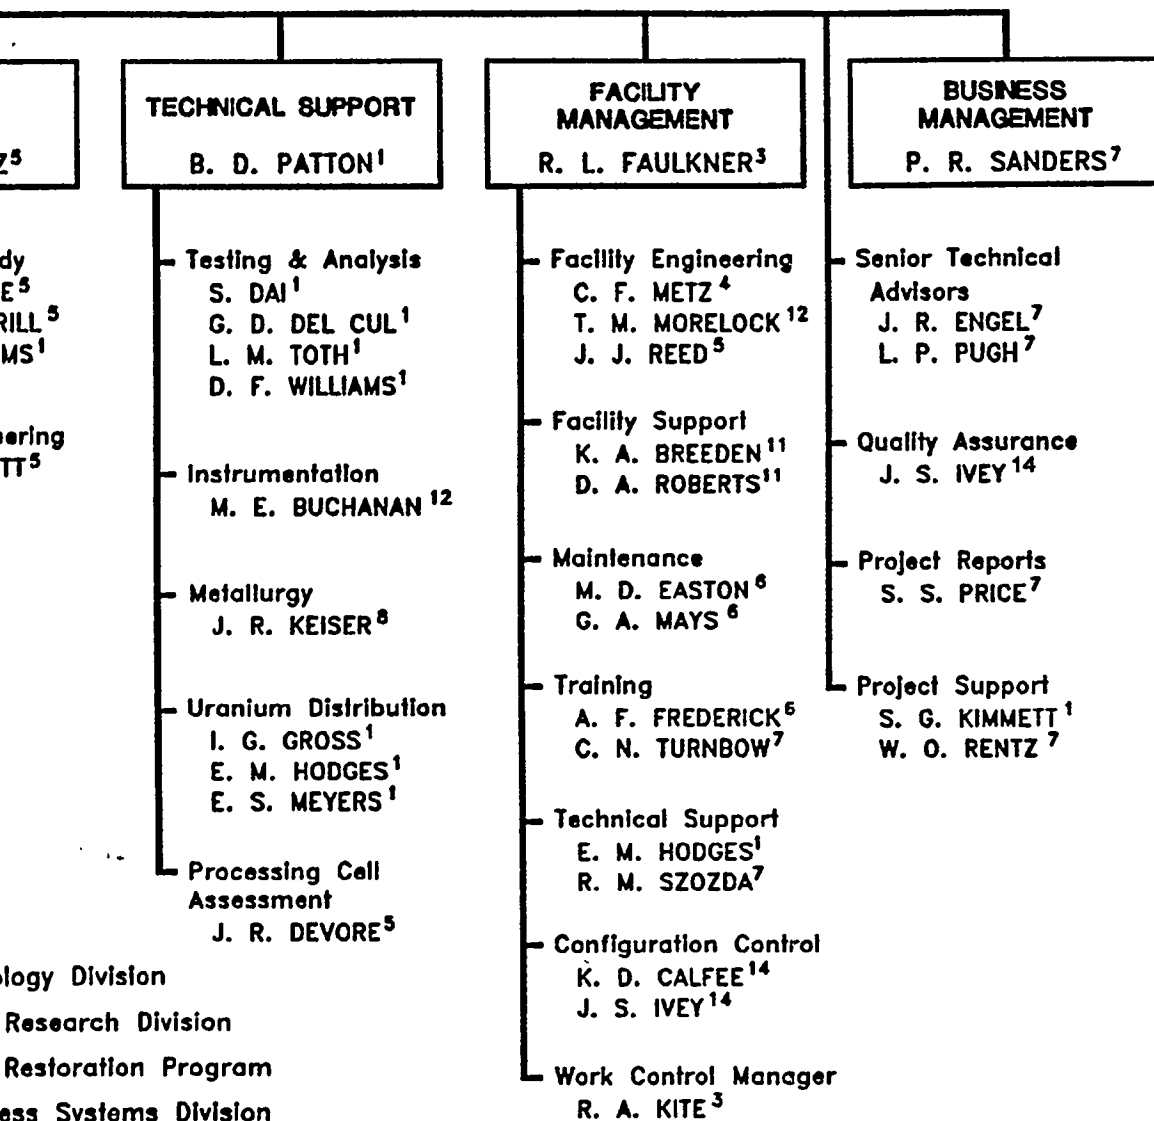 TECHNICAL SUPPORT
B. D. PATTON¹
Testing & Analysis
S. DAI¹
G. D. DEL CUL¹
L. M. TOTH¹
D. F. WILLIAMS¹
Instrumentation
M. E. BUCHANAN¹²
Metallurgy
J. R. KEISER⁸
Uranium Distribution
I. G. GROSS¹
E. M. HODGES¹
E. S. MEYERS¹
Processing Cell
Assessment
J. R. DEVORE⁵
FACILITY
MANAGEMENT
R. L. FAULKNER³
Facility Engineering
C. F. METZ⁴
T. M. MORELOCK¹²
J. J. REED⁵
Facility Support
K. A. BREEDEN¹¹
D. A. ROBERTS¹¹
Maintenance
M. D. EASTON⁶
G. A. MAYS⁶
Training
A. F. FREDERICK⁶
C. N. TURNBOW⁷
Technical Support
E. M. HODGES¹
R. M. SZOZDA⁷
Configuration Control
K. D. CALFEE¹⁴
J. S. IVEY¹⁴
Work Control Manager
R. A. KITE³
BUSINESS
MANAGEMENT
P. R. SANDERS⁷
Senior Technical
Advisors
J. R. ENGEL⁷
L. P. PUGH⁷
Quality Assurance
J. S. IVEY¹⁴
Project Reports
S. S. PRICE⁷
Project Support
S. G. KIMMETT¹
W. O. RENTZ⁷
Division
Research Division
Restoration Program
Systems Division